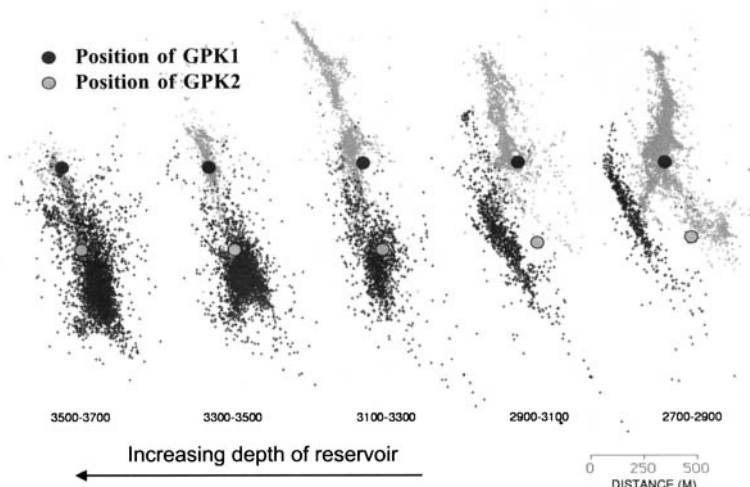 Position of GPK1
Position of GPK2
3500-3700
3300-3500
3100-3300
2900-3100
2700-2900
Increasing depth of reservoir
0 250 500
DISTANCE (M)